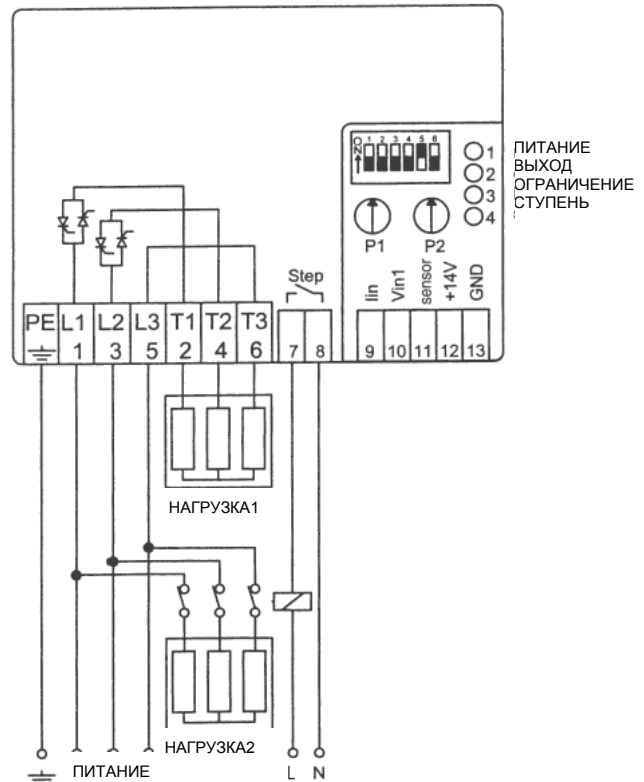 ON
1 2 3 4 5 6
1 ПИТАНИЕ
2 ВЫХОД
3 ОГРАНИЧЕНИЕ
4 СТУПЕНЬ
P1 P2
Step
Iin Vin1 sensor +14V GND
PE L1 L2 L3 T1 T2 T3
1 3 5 2 4 6 7 8 9 10 11 12 13
НАГРУЗКА1
НАГРУЗКА2
ПИТАНИЕ
L N